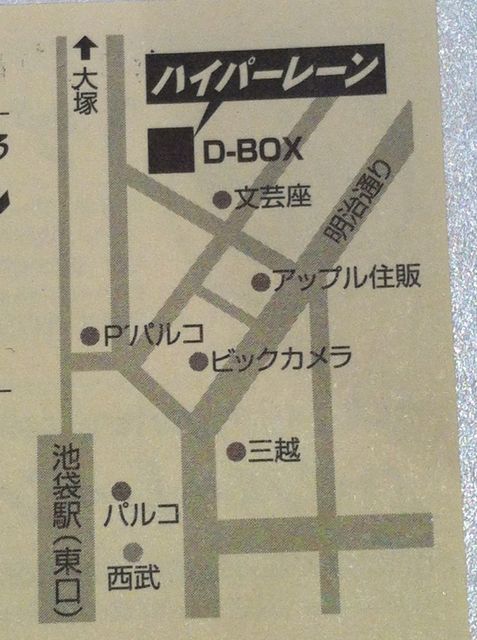 大塚
ハイパーレーン
D-BOX
文芸座
明治通り
アップル住販
P'パルコ
ビックカメラ
三越
池袋駅(東口)
パルコ
西武